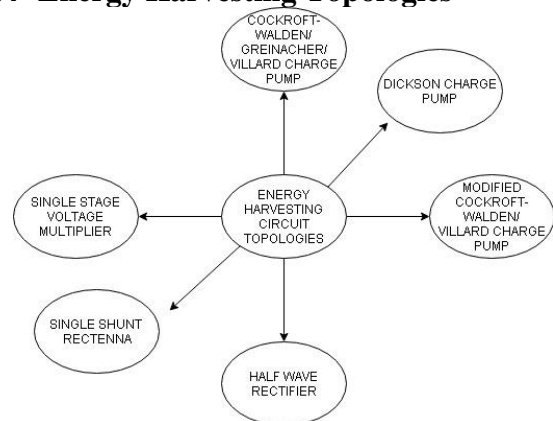 Energy Harvesting Topologies
COCKROFT-
WALDEN/
GREINACHER/
VILLARD CHARGE
PUMP
DICKSON CHARGE
PUMP
SINGLE STAGE
VOLTAGE
MULTIPLIER
ENERGY
HARVESTING
CIRCUIT
TOPOLOGIES
MODIFIED
COCKROFT-
WALDEN/
VILLARD CHARGE
PUMP
SINGLE SHUNT
RECTENNA
HALF WAVE
RECTIFIER